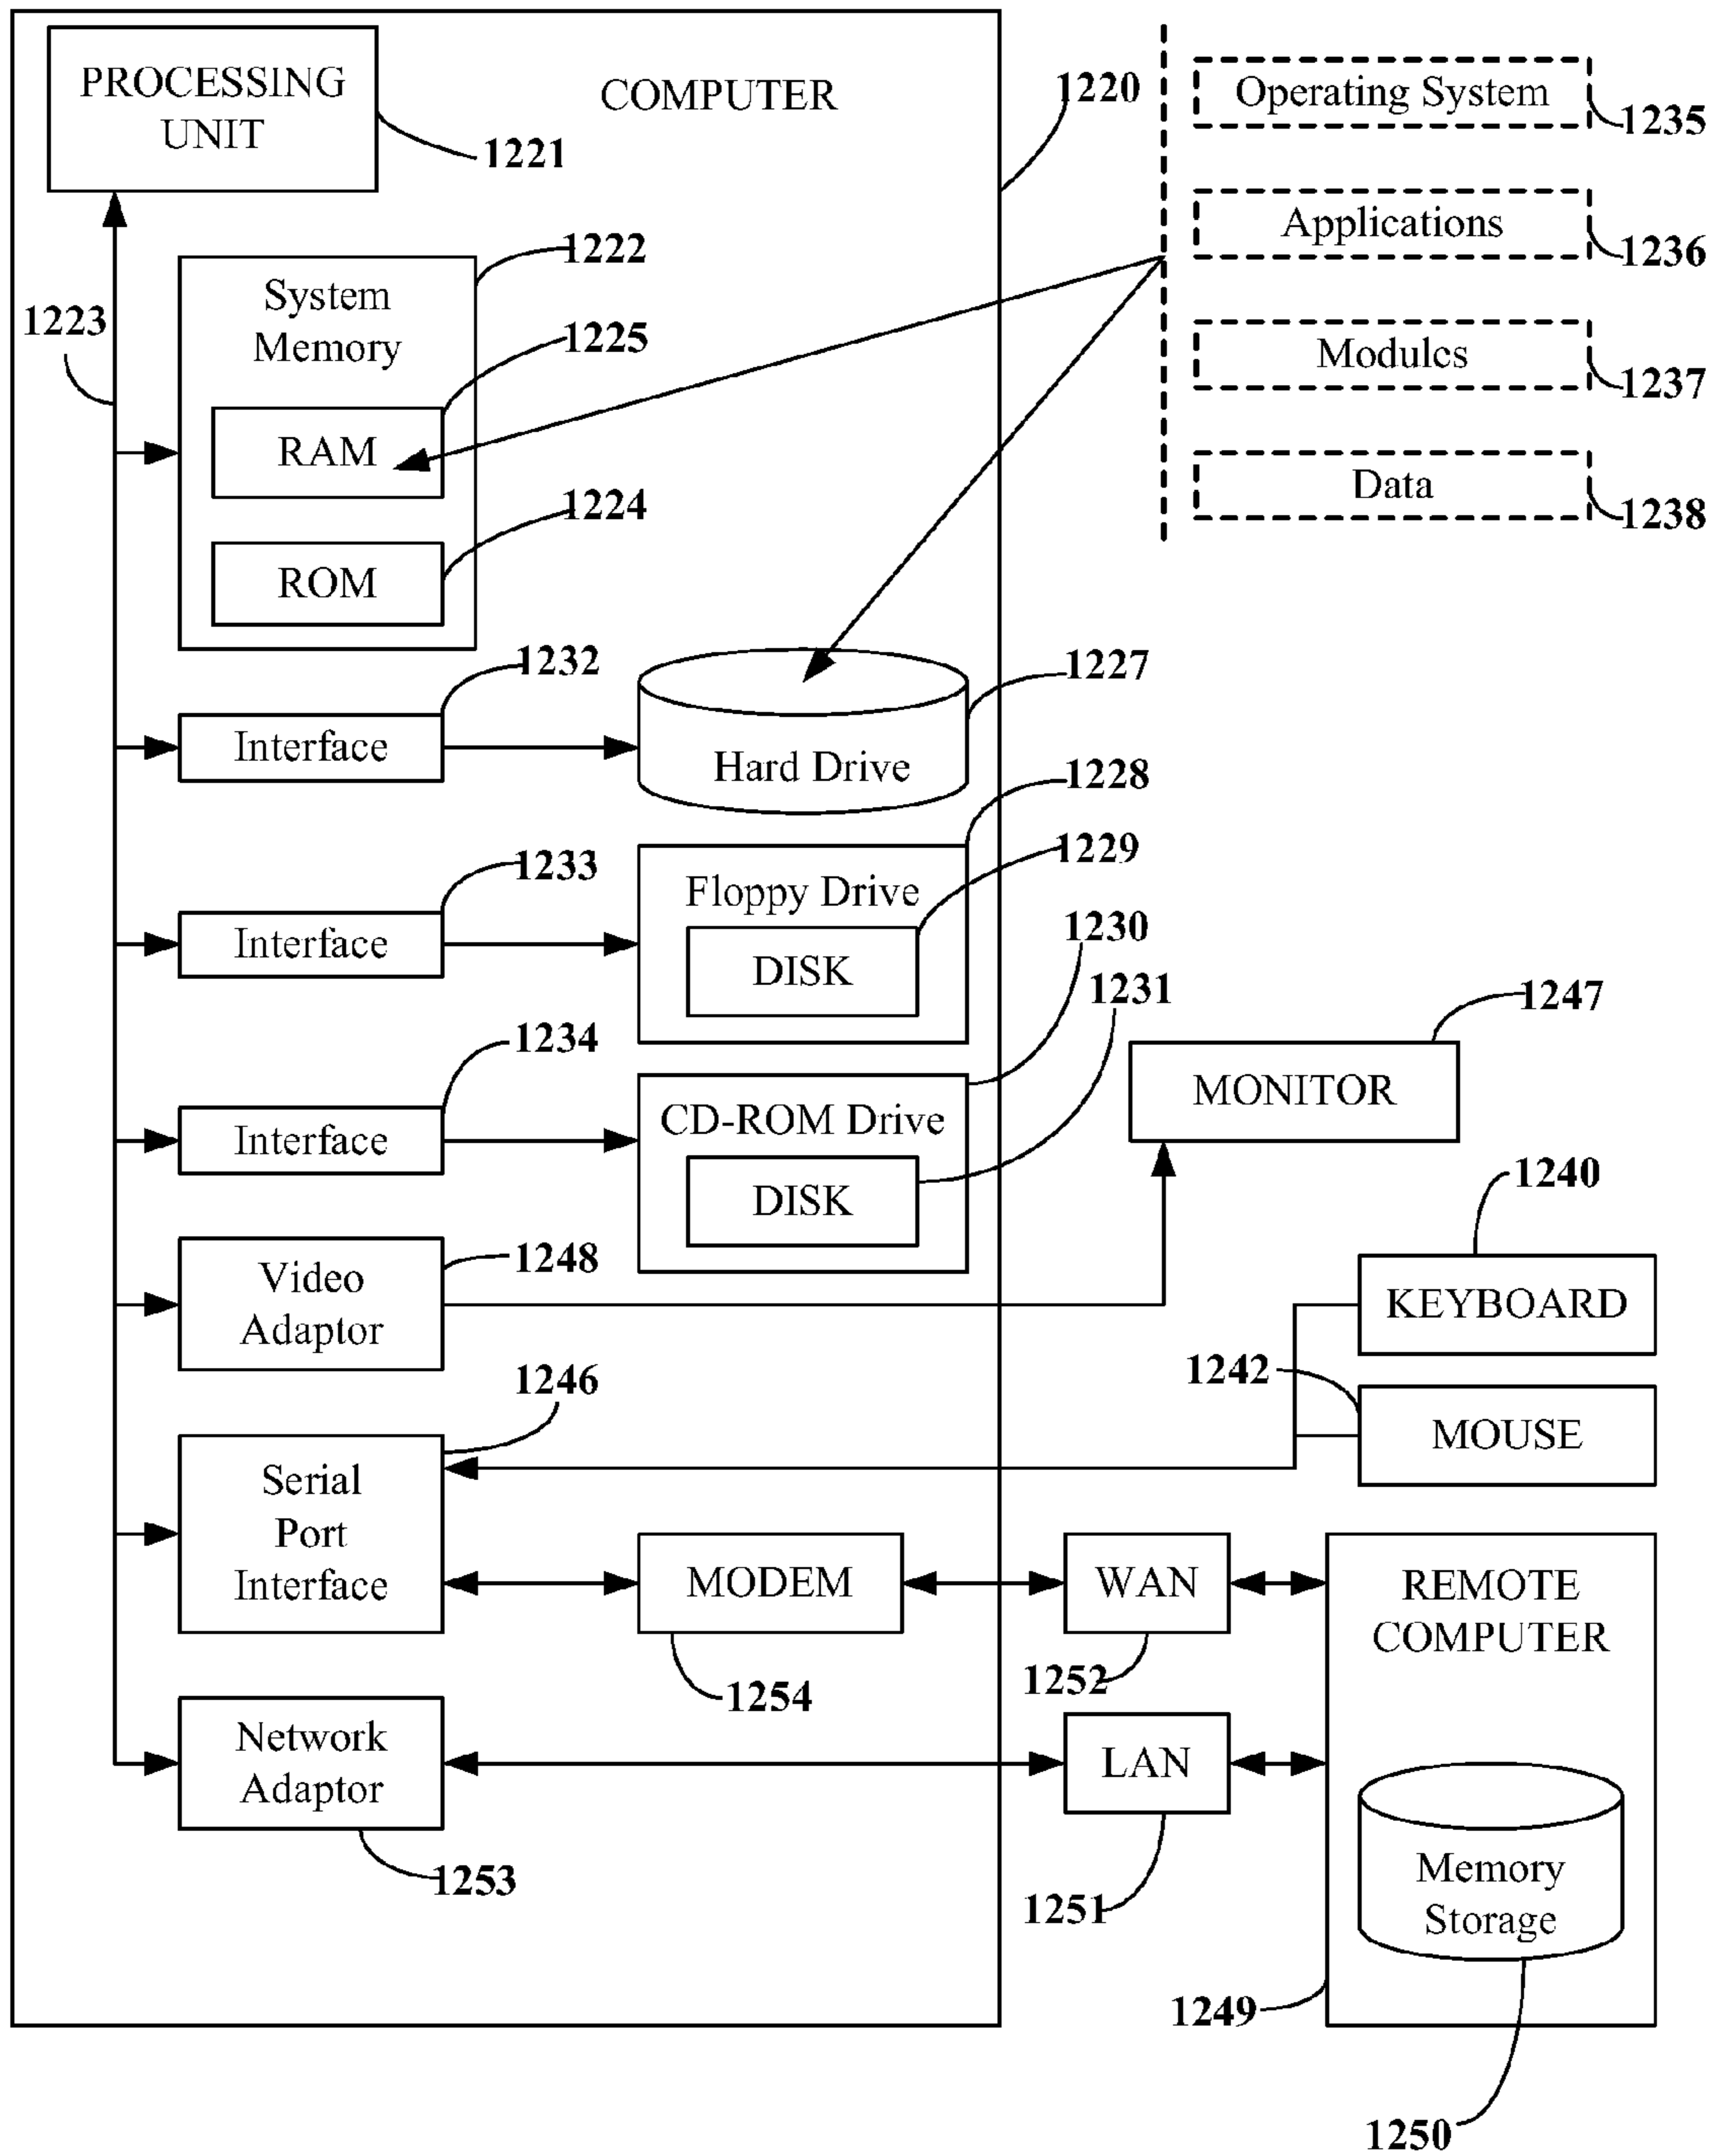 PROCESSING
UNIT
COMPUTER
1220
1221
Operating System
1235
Applications
1236
Modules
1237
Data
1238
1222
System
Memory
1223
1225
RAM
1224
ROM
1232
Interface
1227
Hard Drive
1228
1233
Interface
1229
Floppy Drive
DISK
1230
1231
1234
Interface
CD-ROM Drive
DISK
1247
MONITOR
1240
KEYBOARD
1248
Video
Adaptor
1242
MOUSE
1246
Serial
Port
Interface
MODEM
1254
WAN
1252
REMOTE
COMPUTER
Network
Adaptor
1253
LAN
1251
Memory
Storage
1249
1250